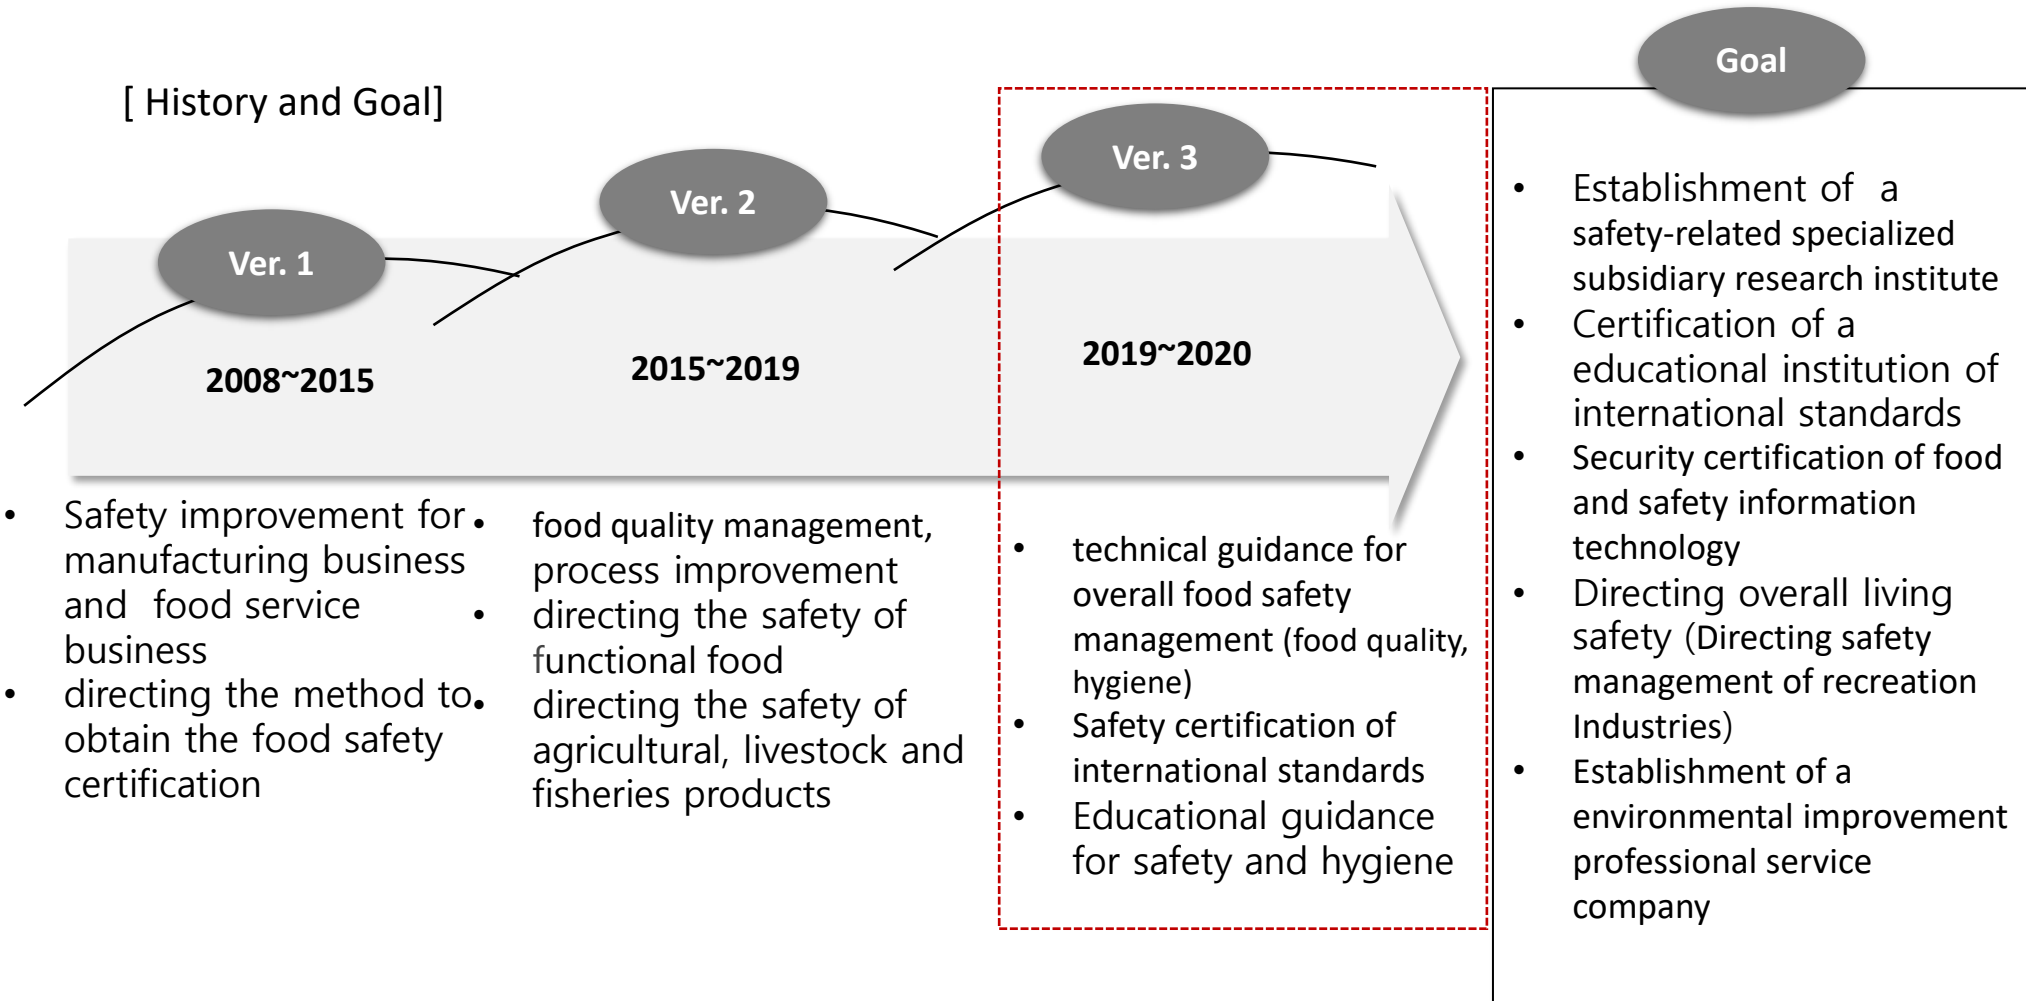 [ History and Goal]
Ver. 1
2008~2015
• Safety improvement for
manufacturing business
and food service
business
• directing the method to
obtain the food safety
certification
Ver. 2
2015~2019
• food quality management,
process improvement
• directing the safety of
functional food
• directing the safety of
agricultural, livestock and
fisheries products
Ver. 3
2019~2020
• technical guidance for
overall food safety
management (food quality,
hygiene)
• Safety certification of
international standards
• Educational guidance
for safety and hygiene
Goal
• Establishment of a
safety-related specialized
subsidiary research institute
• Certification of a
educational institution of
international standards
• Security certification of food
and safety information
technology
• Directing overall living
safety (Directing safety
management of recreation
Industries)
• Establishment of a
environmental improvement
professional service
company